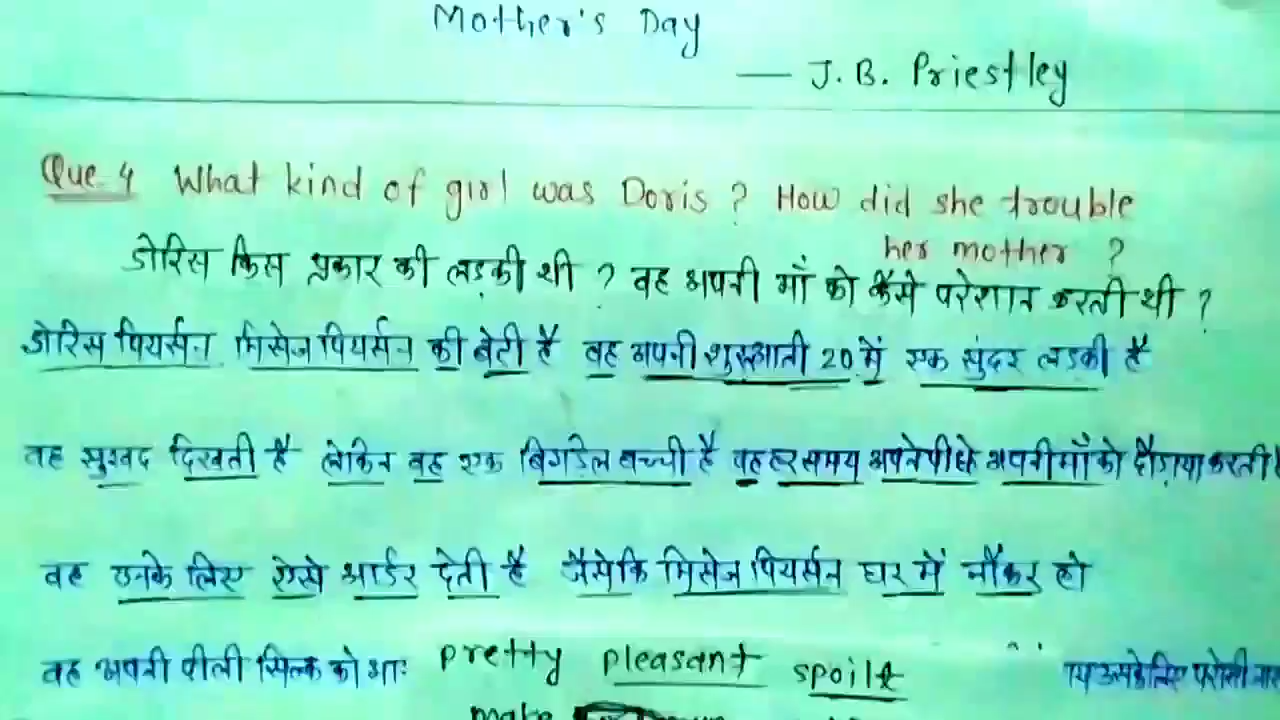 Mother's Day
— J. B. Priestley
Que 4 What kind of girl was Doris ? How did she trouble
her mother ?
डोरिस किस प्रकार की लड़की थी ? वह अपनी माँ को कैसे परेशान करती थी ?
डोरिस पियर्सन मिसेज पियर्सन की बेटी है वह अपनी शुरुआती 20 में एक सुंदर लड़की है
वह सुखद दिखती है लेकिन वह एक बिगड़ैल बच्ची है वह हर समय अपने पीछे अपनी माँ को दौड़ाया करती
वह उनके लिए ऐसे आर्डर देती है जैसेकि मिसेज पियर्सन घर में नौकर हो
वह अपनी पीली सिल्क को pretty pleasant spoilt उसके लिए
make